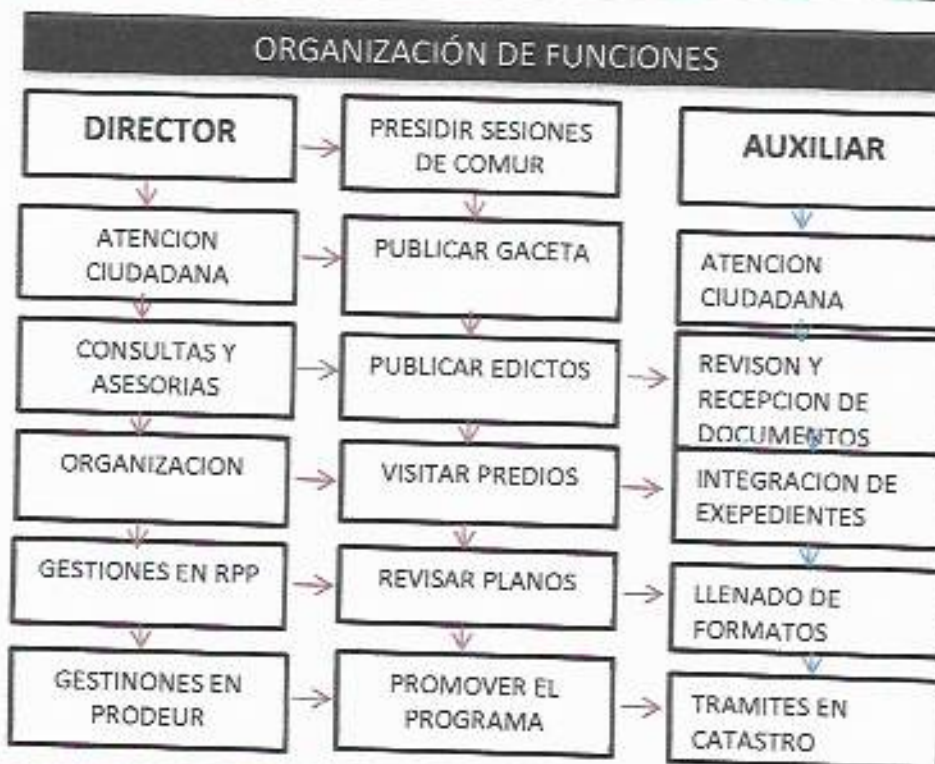 ORGANIZACIÓN DE FUNCIONES
DIRECTOR
PRESIDIR SESIONES
DE COMUR
AUXILIAR
ATENCION
CIUDADANA
PUBLICAR GACETA
ATENCION
CIUDADANA
CONSULTAS Y
ASESORIAS
PUBLICAR EDICTOS
REVISON Y
RECEPCION DE
DOCUMENTOS
ORGANIZACION
VISITAR PREDIOS
INTEGRACION DE
EXEPEDIENTES
GESTIONES EN RPP
REVISAR PLANOS
LLENADO DE
FORMATOS
GESTINONES EN
PRODEUR
PROMOVER EL
PROGRAMA
TRAMITES EN
CATASTRO